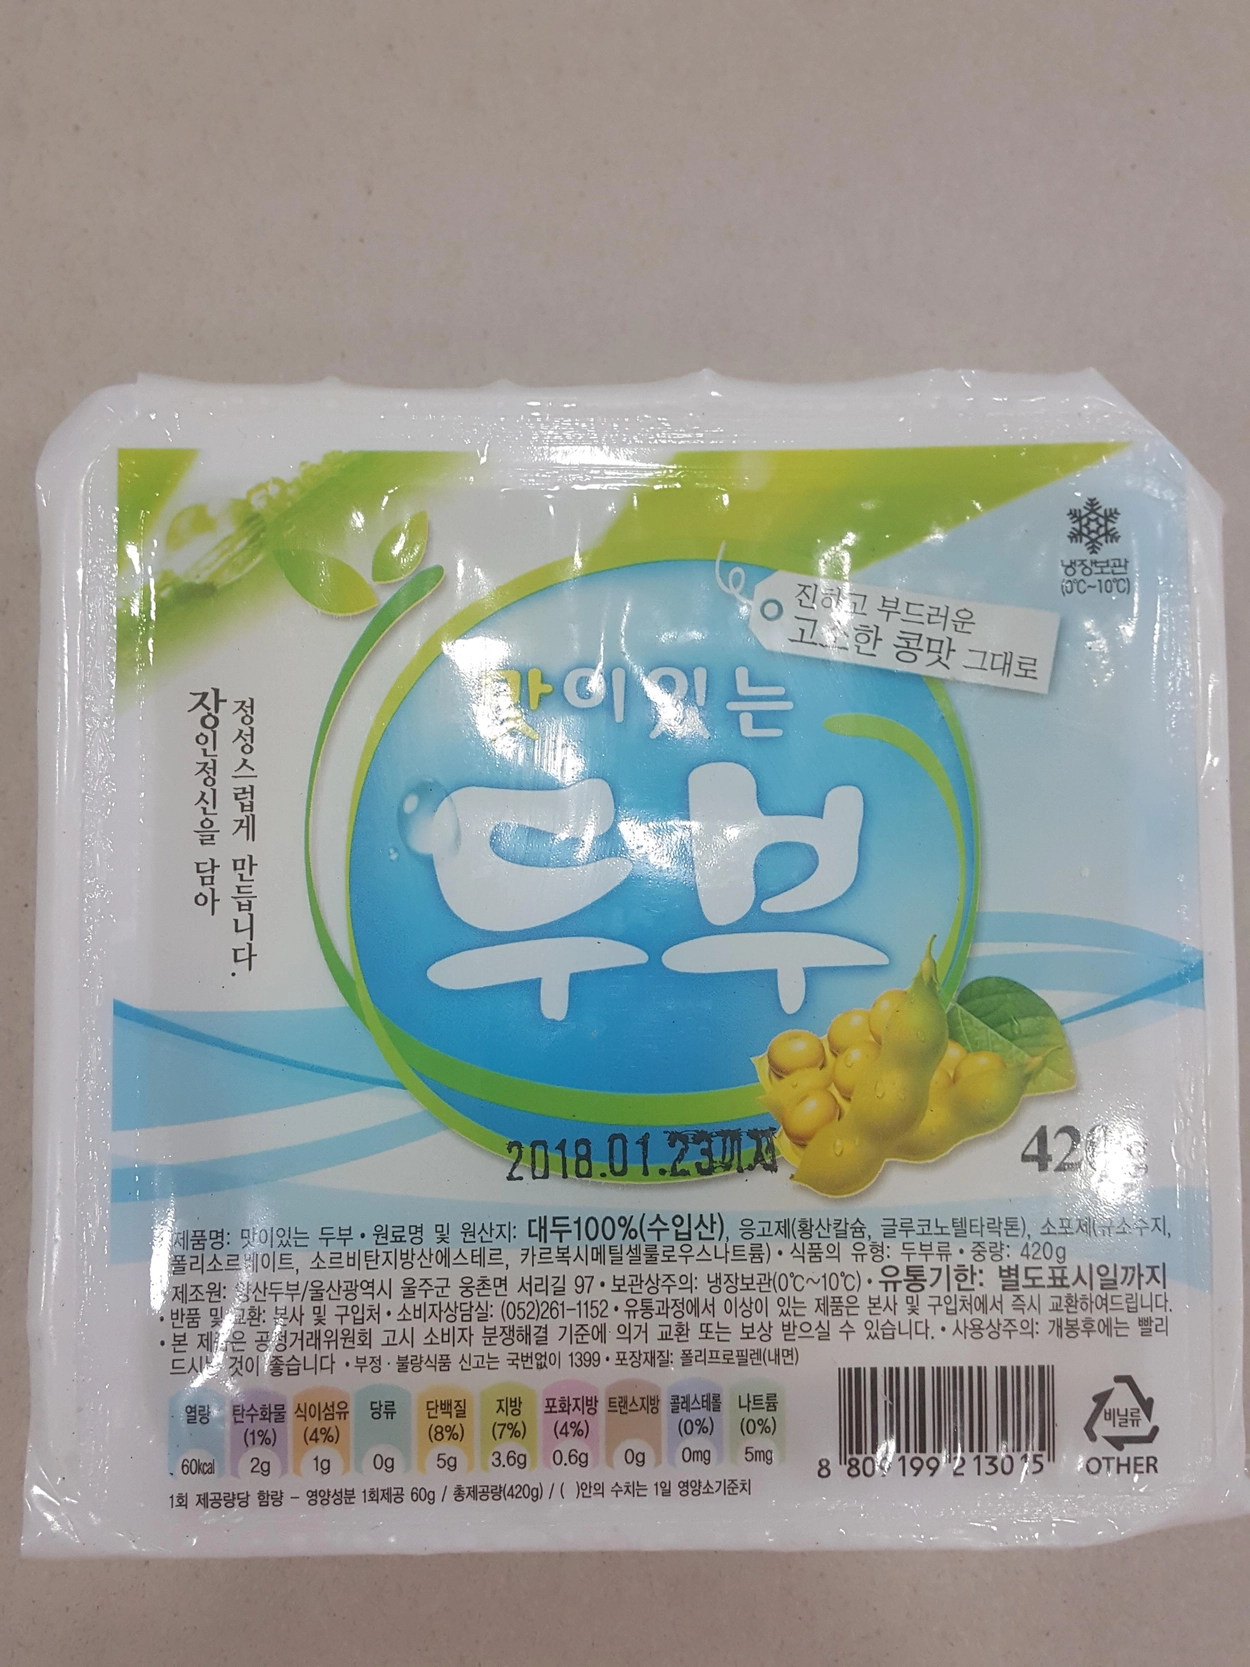 냉장보관
(0℃~10℃)
진하고 부드러운
고소한 콩맛 그대로
맛이있는
두부
정성스럽게 만듭니다.
장인정신을 담아
2018.01.23까지
420g
제품명: 맛이있는 두부 • 원료명 및 원산지: 대두100%(수입산), 응고제(황산칼슘, 글루코노델타락톤), 소포제(규소수지,
폴리소르베이트, 소르비탄지방산에스테르, 카르복시메틸셀룰로우스나트륨) • 식품의 유형: 두부류 • 중량: 420g
제조원: /울산광역시 울주군 웅촌면 서리길 97 • 보관상주의: 냉장보관(0℃~10℃) • 유통기한: 별도표시일까지
• 반품 및 교환: 본사 및 구입처 • 소비자상담실: (052)261-1152 • 유통과정에서 이상이 있는 제품은 본사 및 구입처에서 즉시 교환하여드립니다.
• 본 제품은 공정거래위원회 고시 소비자 분쟁해결 기준에 의거 교환 또는 보상 받으실 수 있습니다. • 사용상주의: 개봉후에는 빨리
드시는 것이 좋습니다 • 부정 · 불량식품 신고는 국번없이 1399 • 포장재질: 폴리프로필렌(내면)
열량 탄수화물 식이섬유 당류 단백질 지방 포화지방 트랜스지방 콜레스테롤 나트륨
(1%) (4%) (8%) (7%) (4%) (0%) (0%)
60kcal 2g 1g 0g 5g 3.6g 0.6g 0g 0mg 5mg
1회 제공량당 함량 - 영양성분 1회제공 60g / 총제공량(420g) / ( )안의 수치는 1일 영양소기준치
199 213015
비닐류
OTHER